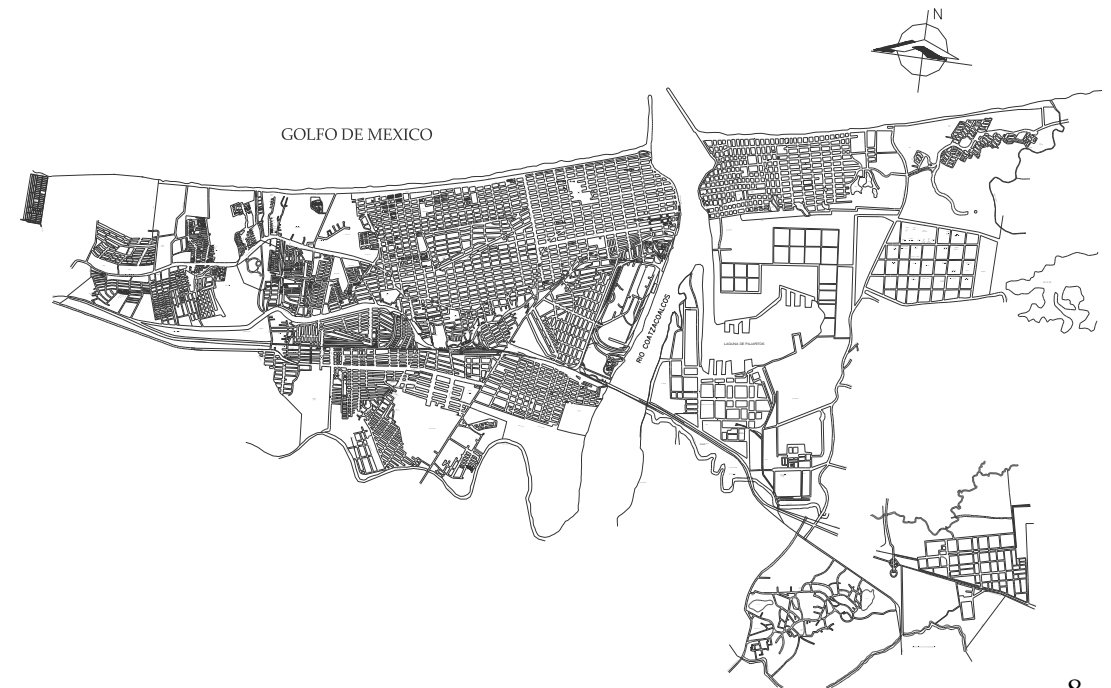 N
GOLFO DE MEXICO
RIO COATZACOALCOS
LAGUNA DE PAJARITOS
8